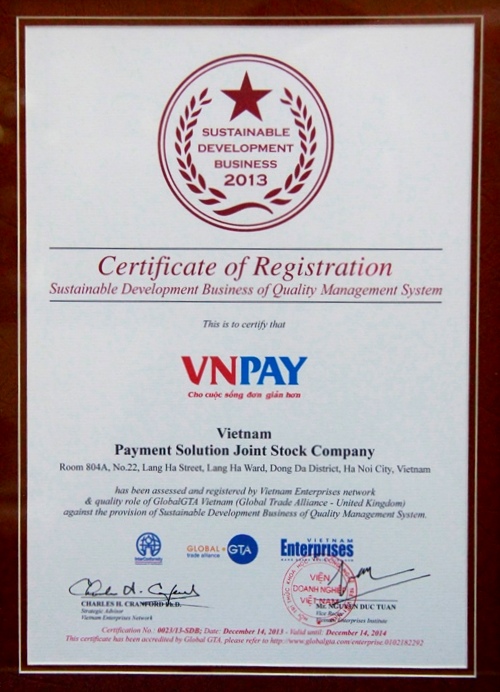 SUSTAINABLE
DEVELOPMENT
BUSINESS
2013
Certificate of Registration
Sustainable Development Business of Quality Management System
This is to certify that
VNPAY
Cho cuộc sống đơn giản hơn
Vietnam
Payment Solution Joint Stock Company
Room 804A, No.22, Lang Ha Street, Lang Ha Ward, Dong Da District, Ha Noi City, Vietnam
has been assessed and registered by Vietnam Enterprises network
& quality role of GlobalGTA Vietnam (Global Trade Alliance - United Kingdom)
against the provision of Sustainable Development Business of Quality Management System.
GLOBAL GTA
trade alliance
VIETNAM
Enterprises
VIỆN
DOANH NGHIỆP
VIỆT NAM
CHARLES H. CRANFORD Ph.D.
Strategic Advisor
Vietnam Enterprises Network
Mr. NGUYEN DUC TUAN
Vietnam Enterprises Institute
Certification No : 0023/13-SDB; Date: December 14, 2013 - Valid until: December 14, 2014
This certificate has been accredited by Global GTA, please refer to http://www.globalgta.com/enterprise.0102182292